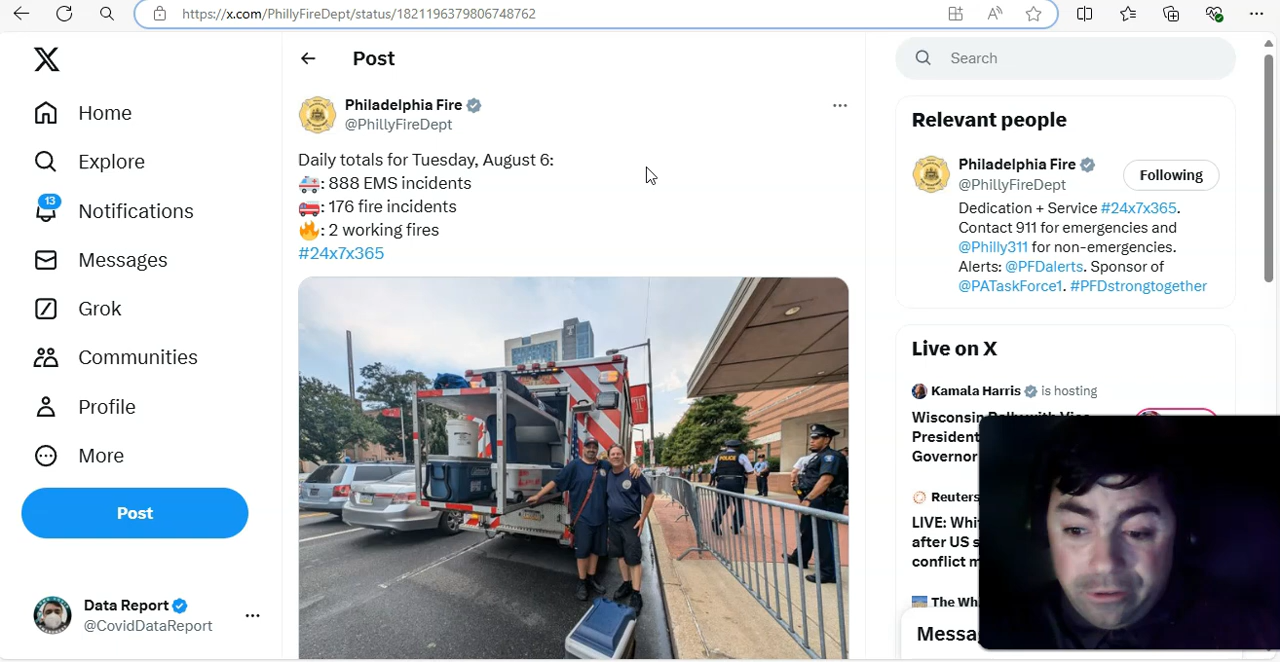 https://x.com/PhillyFireDept/status/1821196379806748762
X
Home
Explore
13
Notifications
Messages
Grok
Communities
Profile
More
Post
Data Report
@CovidDataReport
Post
Philadelphia Fire
@PhillyFireDept
Daily totals for Tuesday, August 6:
🚑: 888 EMS incidents
🚒: 176 fire incidents
🔥: 2 working fires
#24x7x365
POLICE
Search
Relevant people
Philadelphia Fire
@PhillyFireDept
Following
Dedication + Service #24x7x365.
Contact 911 for emergencies and
@Philly311 for non-emergencies.
Alerts: @PFDalerts. Sponsor of
@PATaskForce1. #PFDstrongtogether
Live on X
Kamala Harris is hosting
Wisconsin Rally with Vice
President
Governor
Reuters
LIVE:
after US
conflict
The